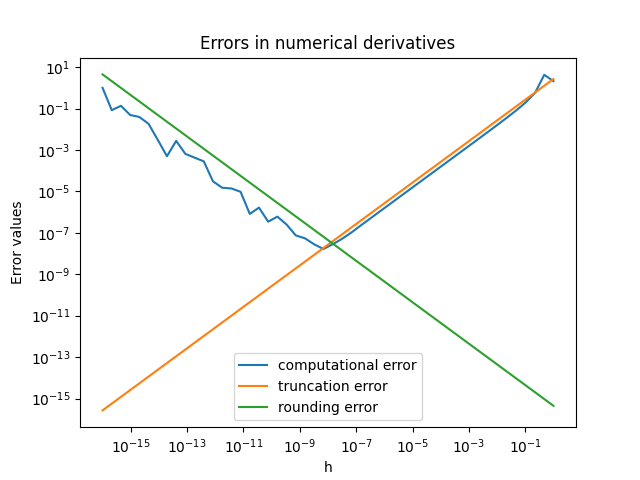 Errors in numerical derivatives
Error values
10¹
10⁻¹
10⁻³
10⁻⁵
10⁻⁷
10⁻⁹
10⁻¹¹
10⁻¹³
10⁻¹⁵
computational error
truncation error
rounding error
10⁻¹⁵ 10⁻¹³ 10⁻¹¹ 10⁻⁹ 10⁻⁷ 10⁻⁵ 10⁻³ 10⁻¹
h